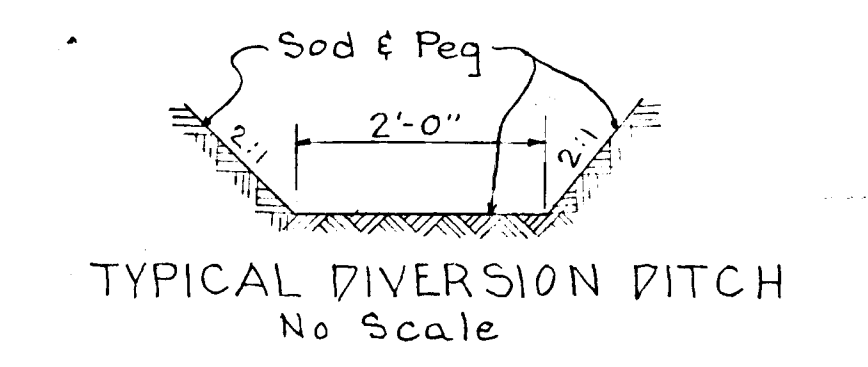 Sod & Peg
2'-0"
2:1
2:1
TYPICAL DIVERSION DITCH
No Scale